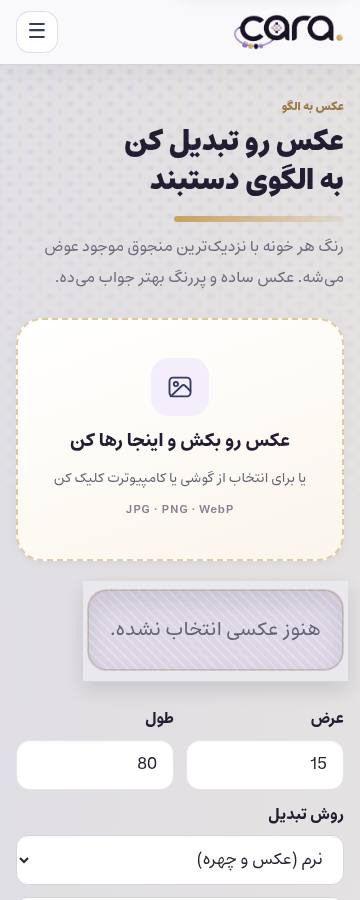 cara.
☰
عکس به الگو
عکس رو تبدیل کن
به الگوی دستبند
رنگ هر خونه با نزدیک‌ترین منجوق موجود عوض
می‌شه. عکس ساده و پررنگ بهتر جواب می‌ده.
عکس رو بکش و اینجا رها کن
یا برای انتخاب از گوشی یا کامپیوترت کلیک کن
JPG · PNG · WebP
هنوز عکسی انتخاب نشده.
عرض طول
15 80
روش تبدیل
نرم (عکس و چهره)